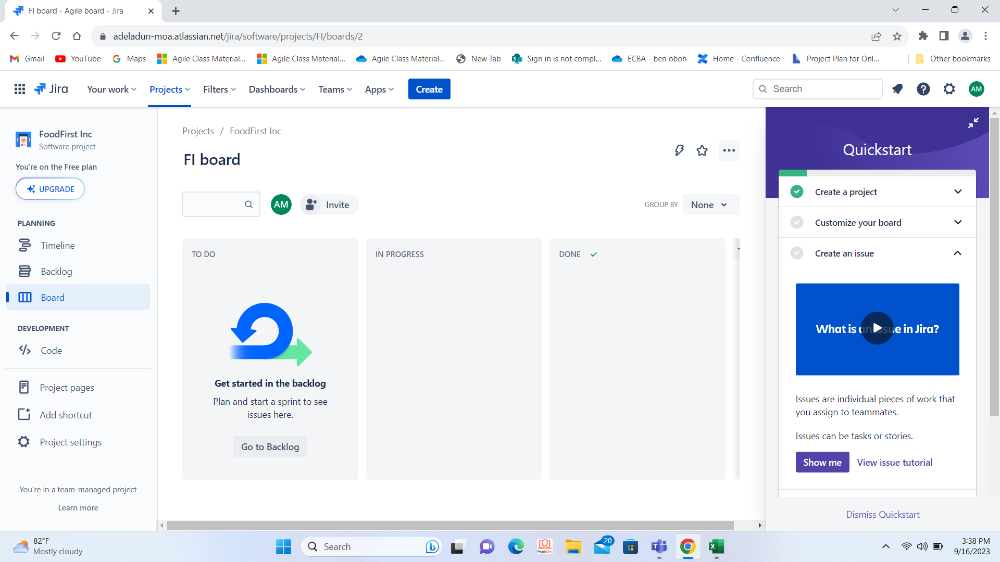 FI board - Agile board - Jira
adeladun-moa.atlassian.net/jira/software/projects/FI/boards/2
Gmail
YouTube
Maps
Agile Class Material...
Agile Class Material...
Agile Class Material...
New Tab
Sign in is not compl...
ECBA - ben oboh
Home - Confluence
Project Plan for Onl...
Other bookmarks
Jira
Your work
Projects
Filters
Dashboards
Teams
Apps
Create
Search
AM
FoodFirst Inc
Software project
You're on the Free plan
UPGRADE
PLANNING
Timeline
Backlog
Board
DEVELOPMENT
Code
Project pages
Add shortcut
Project settings
You're in a team-managed project
Learn more
Projects / FoodFirst Inc
FI board
AM
Invite
GROUP BY
None
TO DO
IN PROGRESS
DONE
Get started in the backlog
Plan and start a sprint to see
issues here.
Go to Backlog
Quickstart
Create a project
Customize your board
Create an issue
What is an issue in Jira?
Issues are individual pieces of work that
you assign to teammates.
Issues can be tasks or stories.
Show me
View issue tutorial
Dismiss Quickstart
82°F
Mostly cloudy
Search
PeopleCert
20
3:38 PM
9/16/2023